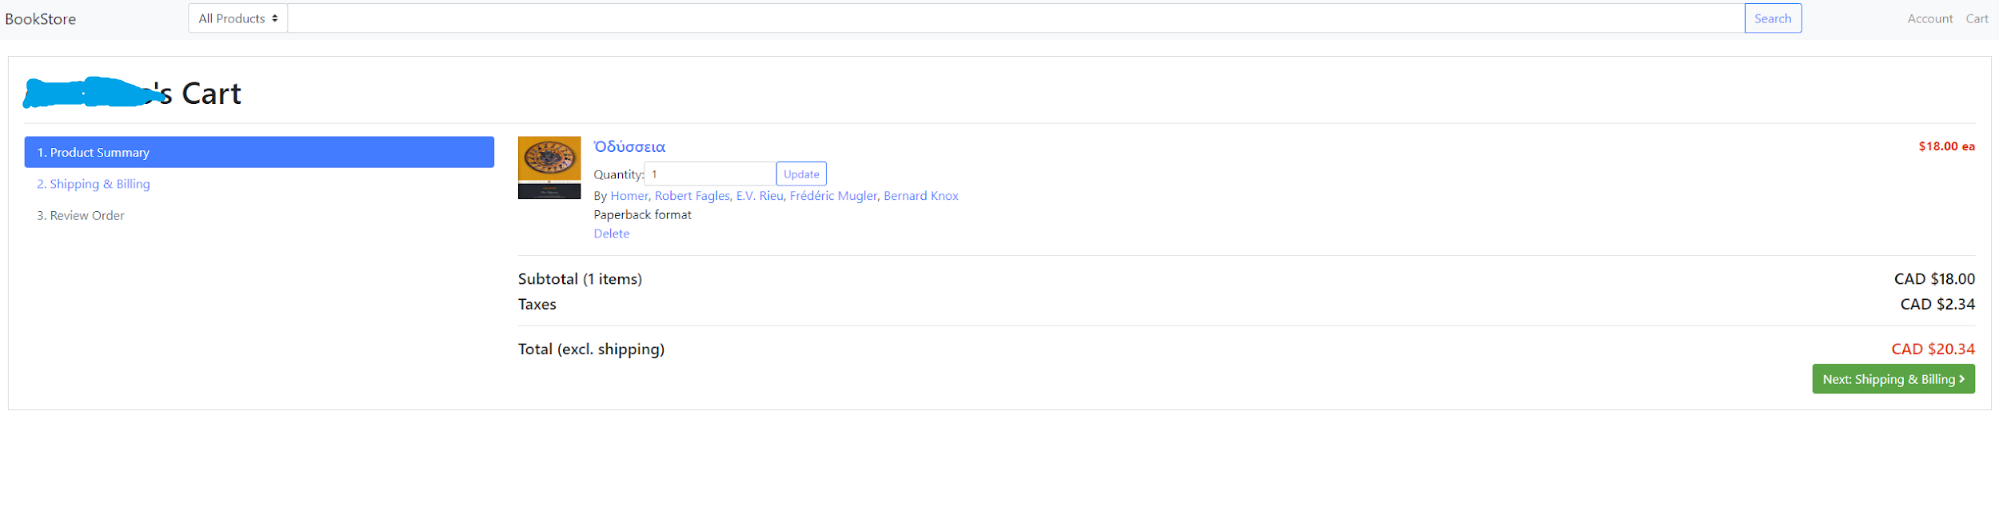 BookStore All Products Search Account Cart
's Cart
1. Product Summary
2. Shipping & Billing
3. Review Order
Ὀδύσσεια $18.00 ea
Quantity: 1 Update
By Homer, Robert Fagles, E.V. Rieu, Frédéric Mugler, Bernard Knox
Paperback format
Delete
Subtotal (1 items) CAD $18.00
Taxes CAD $2.34
Total (excl. shipping) CAD $20.34
Next: Shipping & Billing